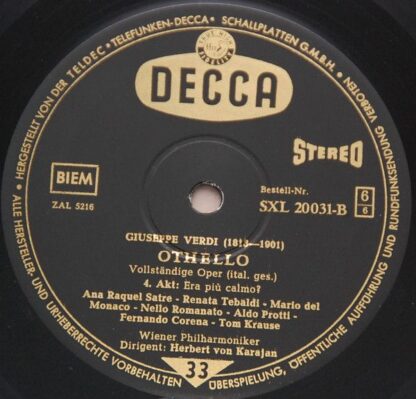 HERGESTELLT VON DER TELDEC • TELEFUNKEN-DECCA • SCHALLPLATTEN G.M.B.H.
ALLE HERSTELLER- UND URHEBERRECHTE VORBEHALTEN
ÜBERSPIELUNG, ÖFFENTLICHE AUFFÜHRUNG UND RUNDFUNKSENDUNG VERBOTEN
DECCA
STEREO
BIEM
ZAL 5216
Bestell-Nr.
SXL 20031-B
6
6
GIUSEPPE VERDI (1813—1901)
OTHELLO
Vollständige Oper (ital. ges.)
4. Akt: Era più calmo?
Ana Raquel Satre - Renata Tebaldi - Mario del
Monaco - Nello Romanato - Aldo Protti -
Fernando Corena - Tom Krause
Wiener Philharmoniker
Dirigent: Herbert von Karajan
33